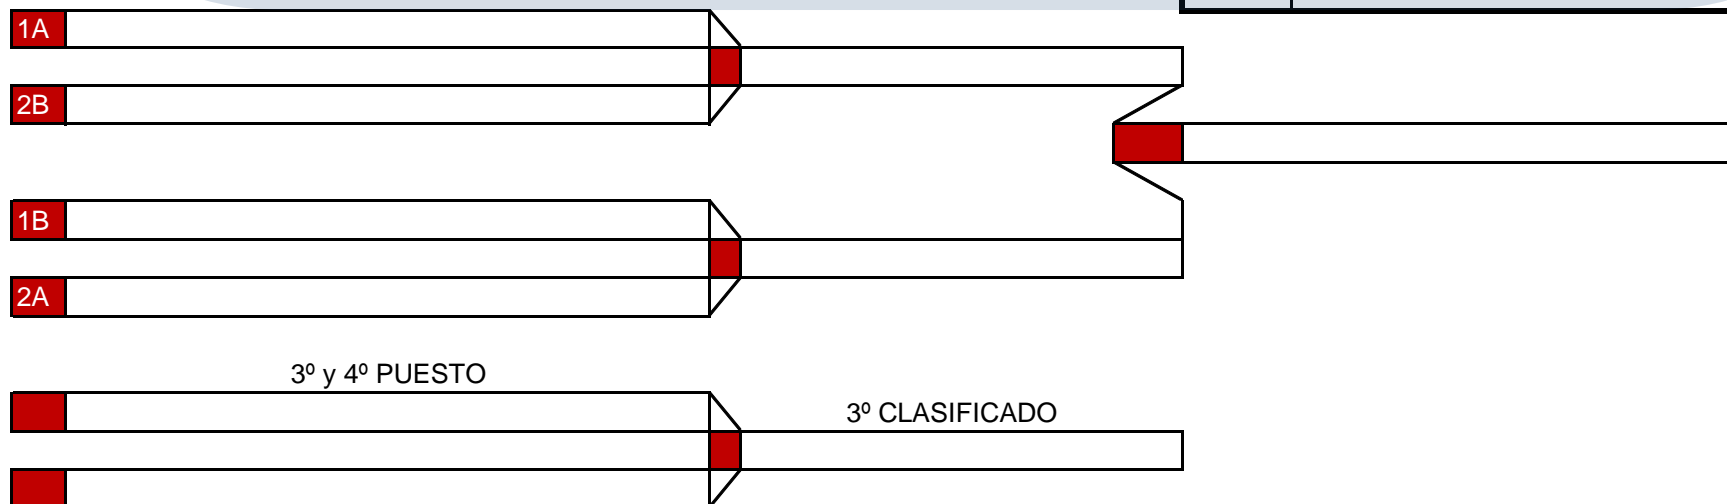 1A
2B
1B
2A
3º y 4º PUESTO
3º CLASIFICADO